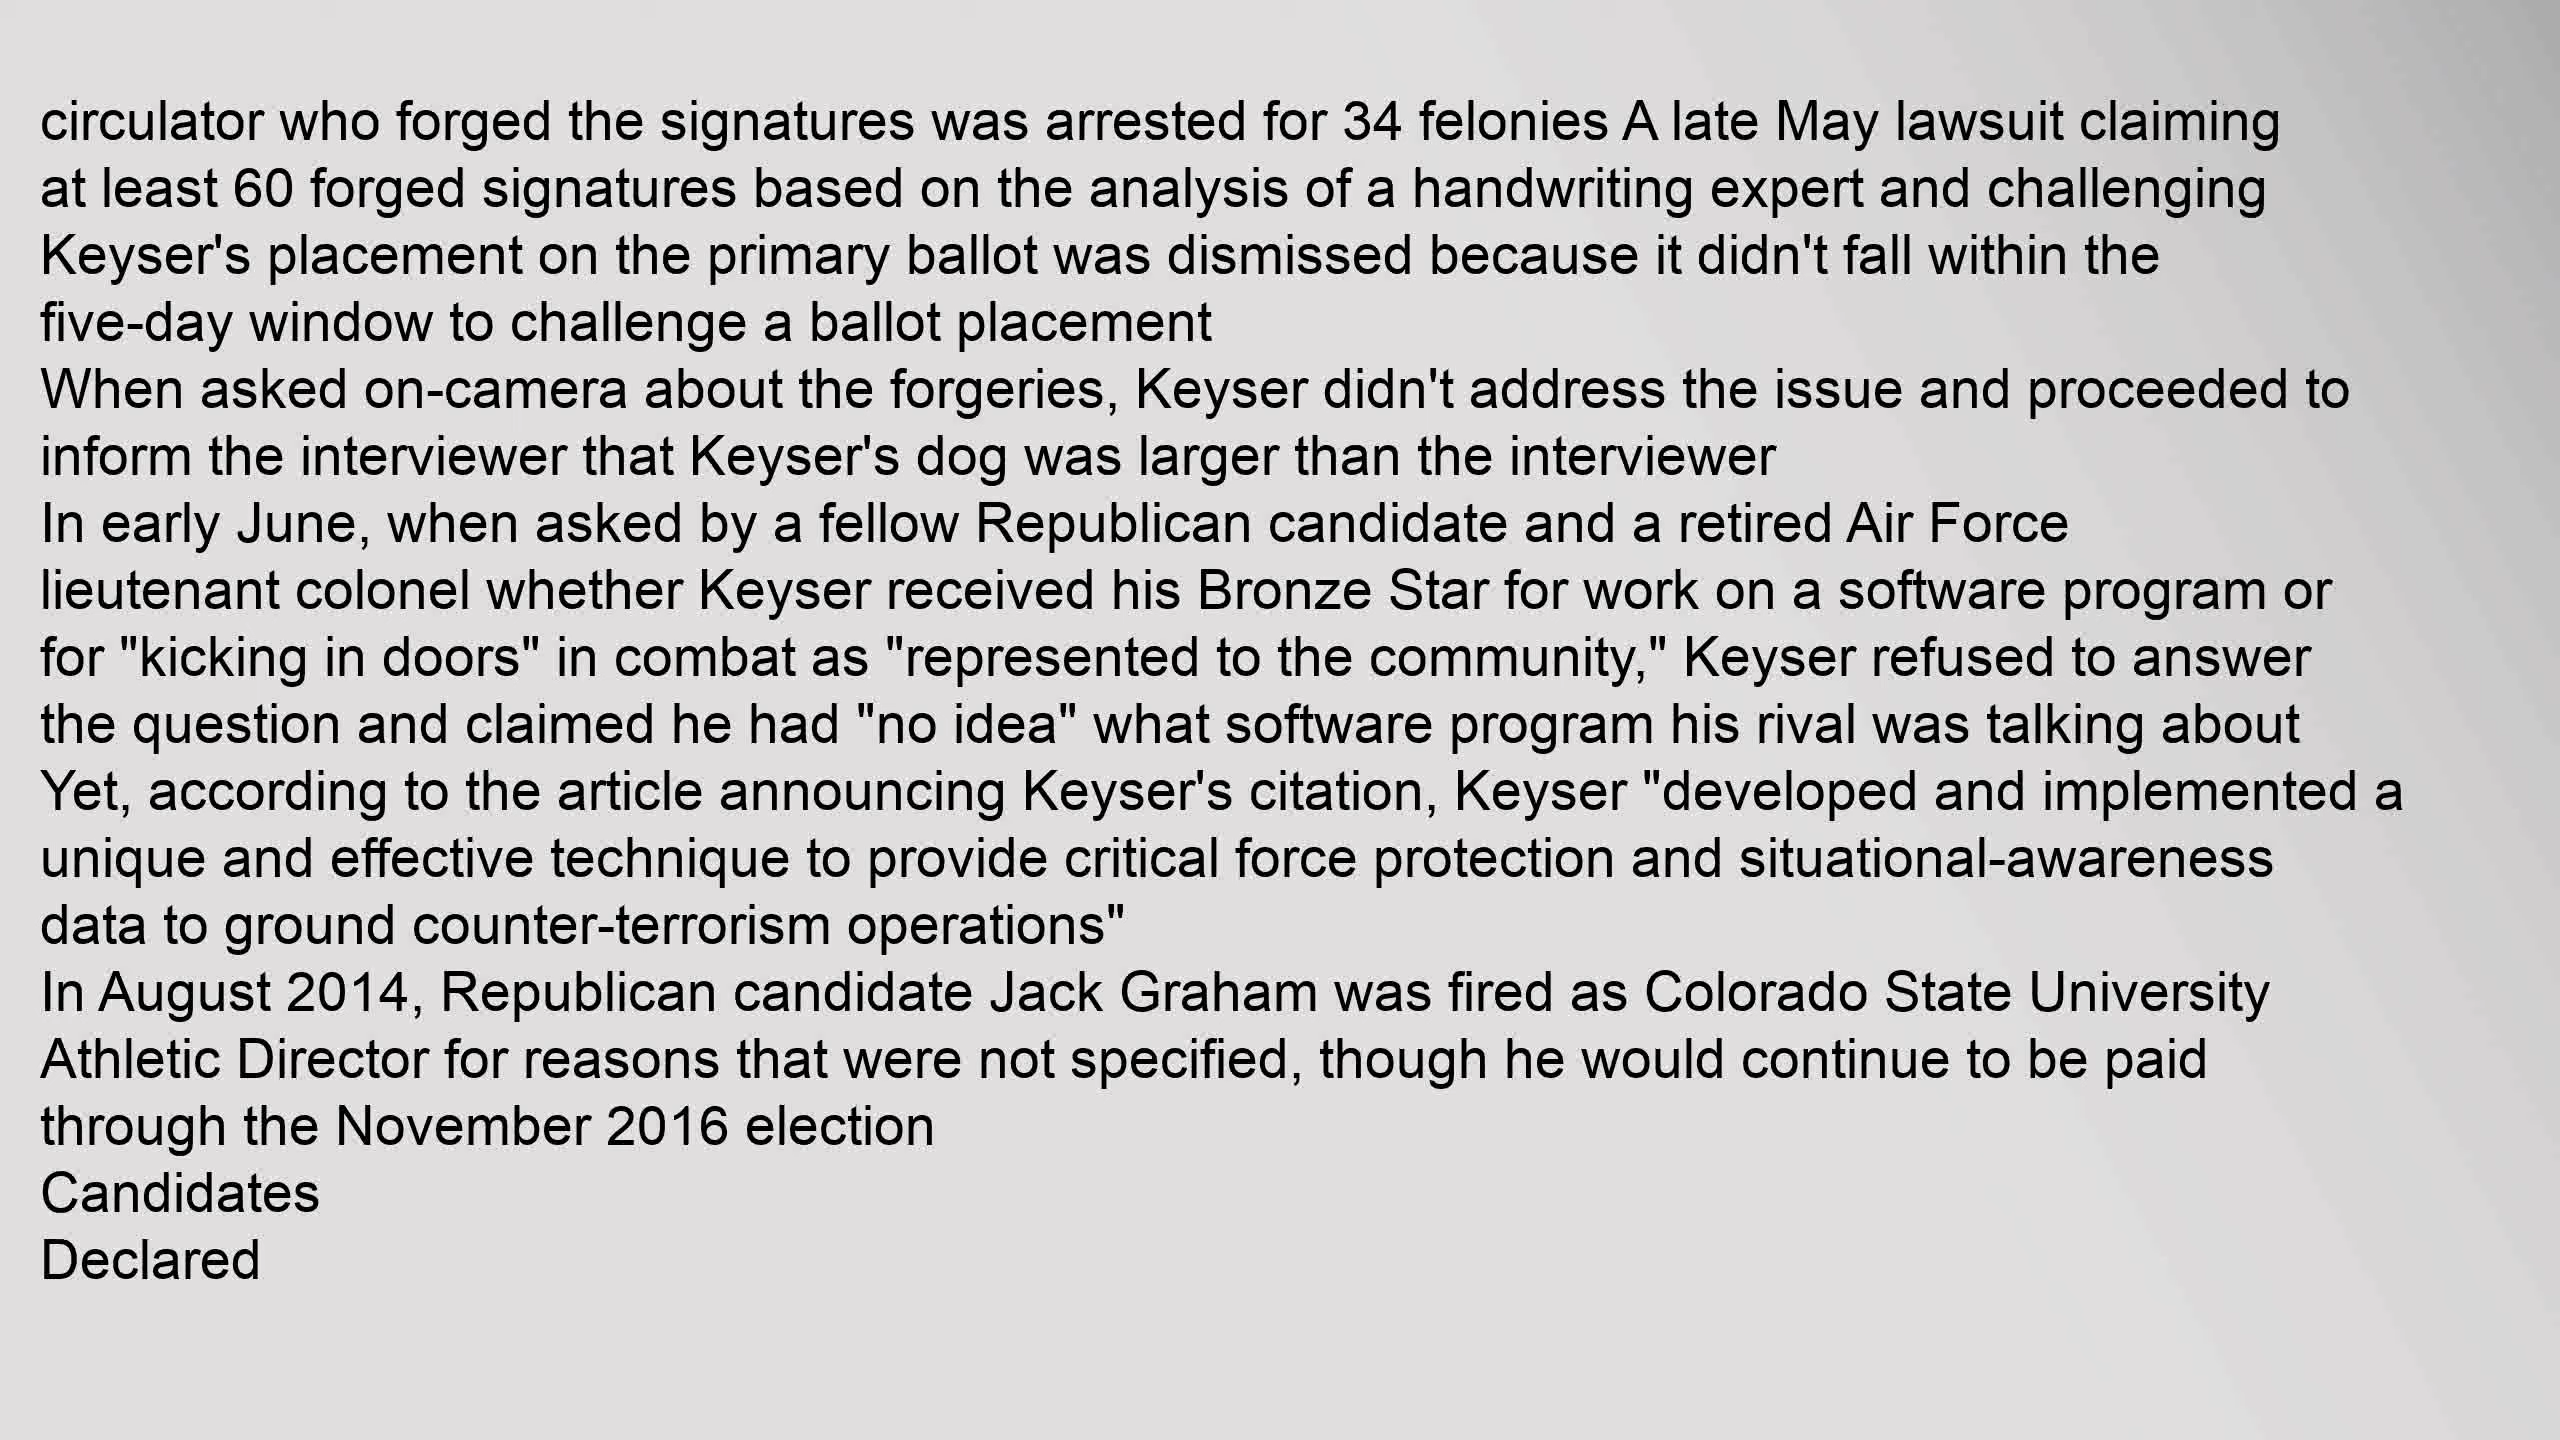 circulator who forged the signatures was arrested for 34 felonies A late May lawsuit claiming
at least 60 forged signatures based on the analysis of a handwriting expert and challenging
Keyser's placement on the primary ballot was dismissed because it didn't fall within the
five-day window to challenge a ballot placement
When asked on-camera about the forgeries, Keyser didn't address the issue and proceeded to
inform the interviewer that Keyser's dog was larger than the interviewer
In early June, when asked by a fellow Republican candidate and a retired Air Force
lieutenant colonel whether Keyser received his Bronze Star for work on a software program or
for "kicking in doors" in combat as "represented to the community," Keyser refused to answer
the question and claimed he had "no idea" what software program his rival was talking about
Yet, according to the article announcing Keyser's citation, Keyser "developed and implemented a
unique and effective technique to provide critical force protection and situational-awareness
data to ground counter-terrorism operations"
In August 2014, Republican candidate Jack Graham was fired as Colorado State University
Athletic Director for reasons that were not specified, though he would continue to be paid
through the November 2016 election
Candidates
Declared